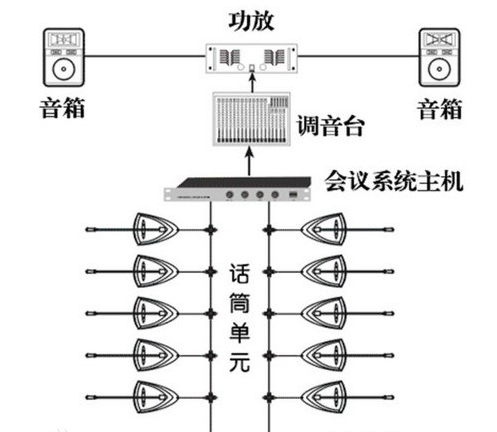 功放
音箱
音箱
调音台
会议系统主机
话筒单元